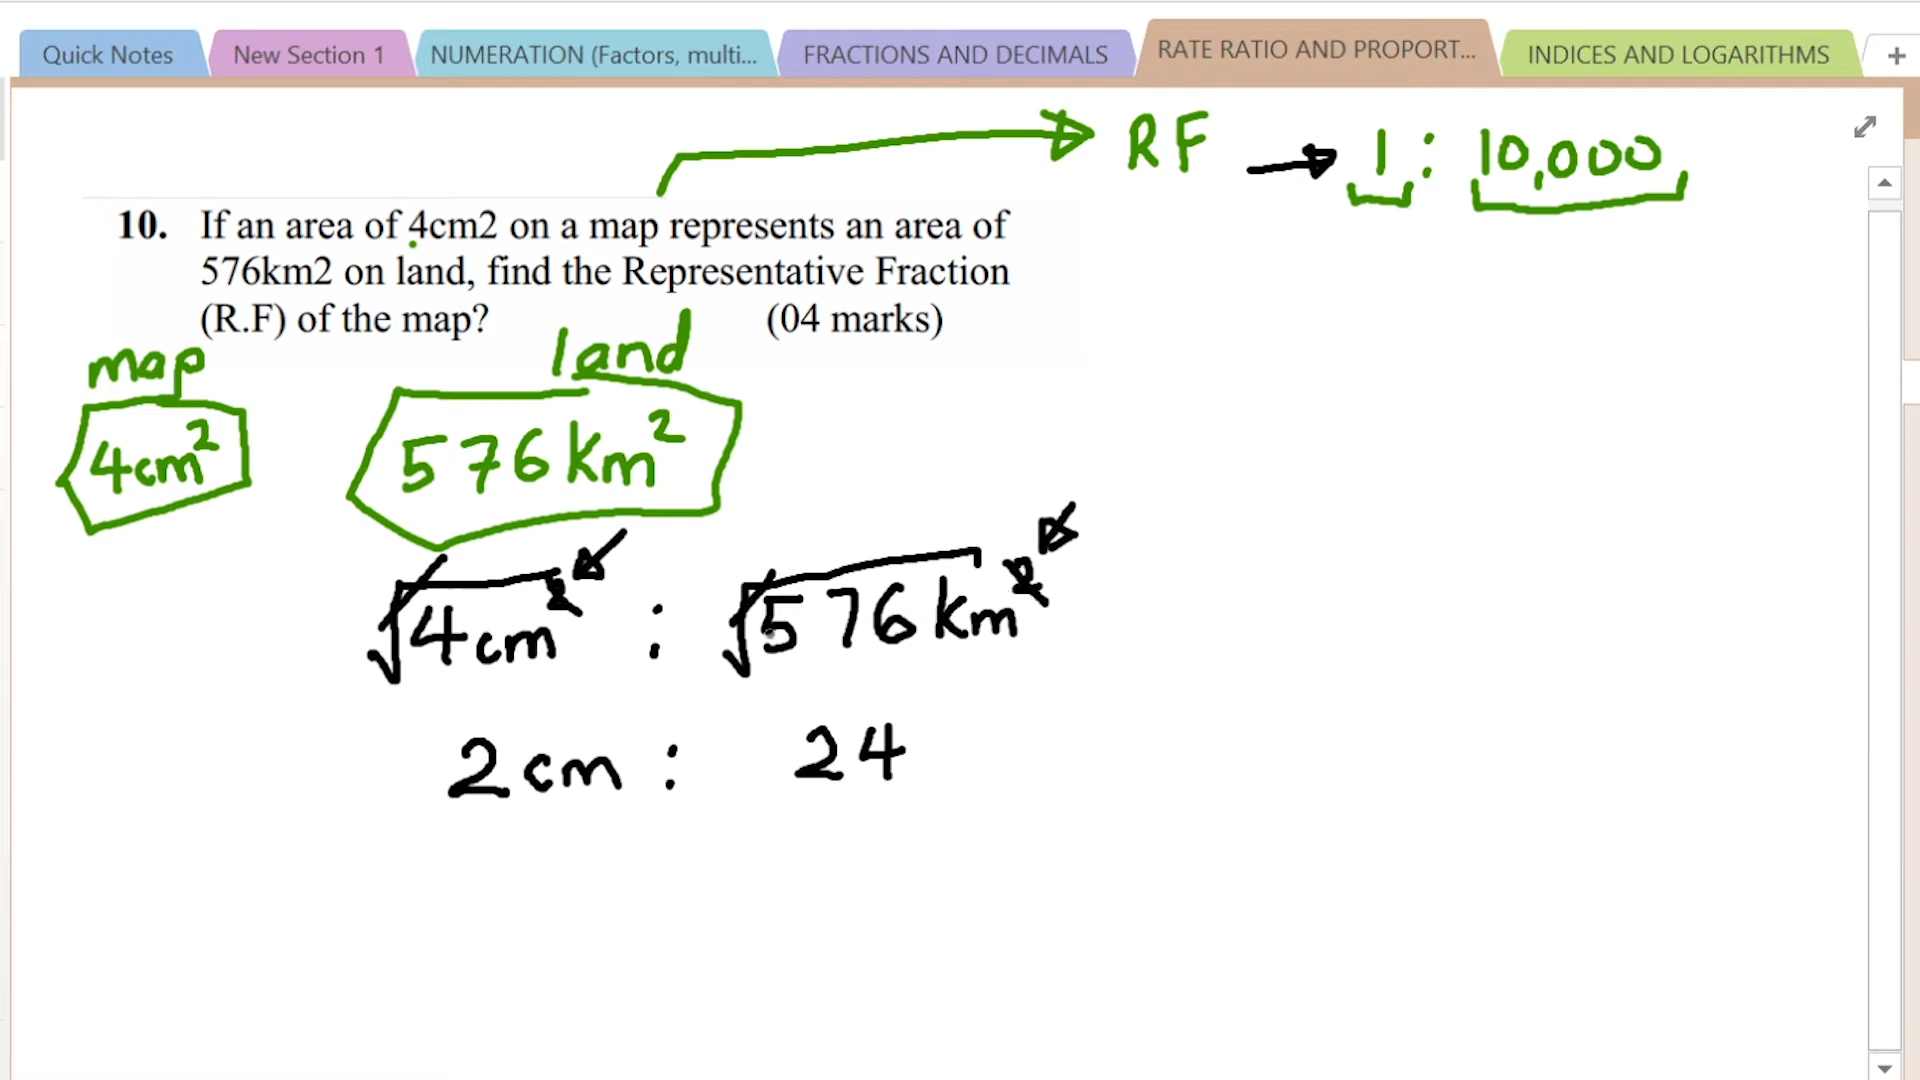 Quick Notes New Section 1 NUMERATION (Factors, multi... FRACTIONS AND DECIMALS RATE RATIO AND PROPORT... INDICES AND LOGARITHMS +
RF → 1 : 10,000
10. If an area of 4cm2 on a map represents an area of
576km2 on land, find the Representative Fraction
(R.F) of the map? (04 marks)
map land
4cm² 576km²
√4cm² : √576km²
2cm : 24